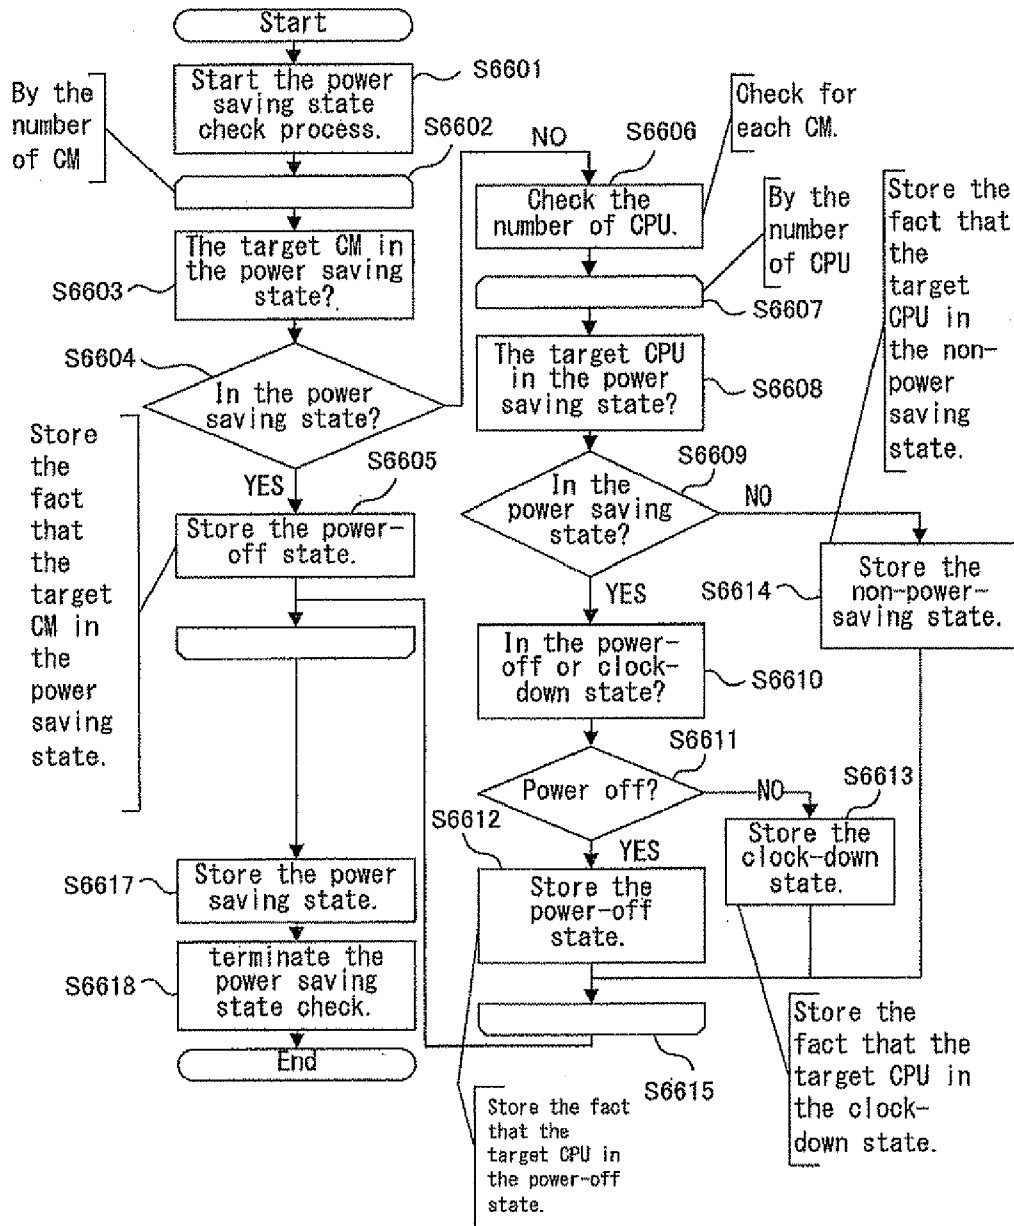 Start
Start the power
saving state
check process.
S6601
By the
number
of CM
S6602
The target CM in
the power saving
state?
S6603
S6604
In the power
saving state?
NO
YES
S6605
Store the power-
off state.
Store
the
fact
that
the
target
CM in
the
power
saving
state.
S6617
Store the power
saving state.
S6618
terminate the
power saving
state check.
End
S6606
Check the
number of CPU.
Check for
each CM.
By the
number
of CPU
S6607
The target CPU
in the power
saving state?
S6608
S6609
In the
power saving
state?
NO
YES
Store the
fact that
the
target
CPU in
the non-
power
saving
state.
S6614
Store the
non-power-
saving state.
In the power-
off or clock-
down state?
S6610
S6611
Power off?
NO
YES
S6613
Store the
clock-down
state.
S6612
Store the
power-off
state.
S6615
Store the
fact that the
target CPU in
the clock-
down state.
Store the fact
that the
target CPU in
the power-off
state.